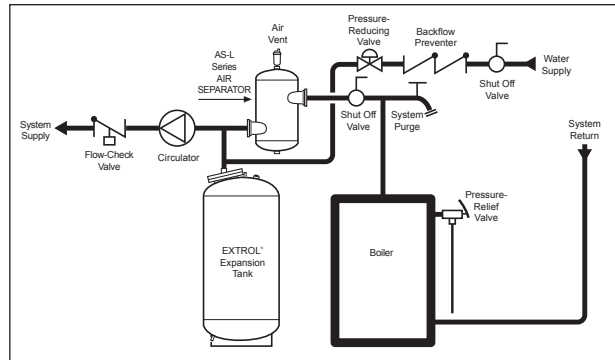 Air
Vent
Pressure-
Reducing
Valve
Backflow
Preventer
AS-L
Series
AIR
SEPARATOR
Water
Supply
Shut Off
Valve
Shut Off
Valve
System
Purge
System
Supply
System
Return
Flow-Check
Valve
Circulator
Pressure-
Relief
Valve
EXTROL®
Expansion
Tank
Boiler